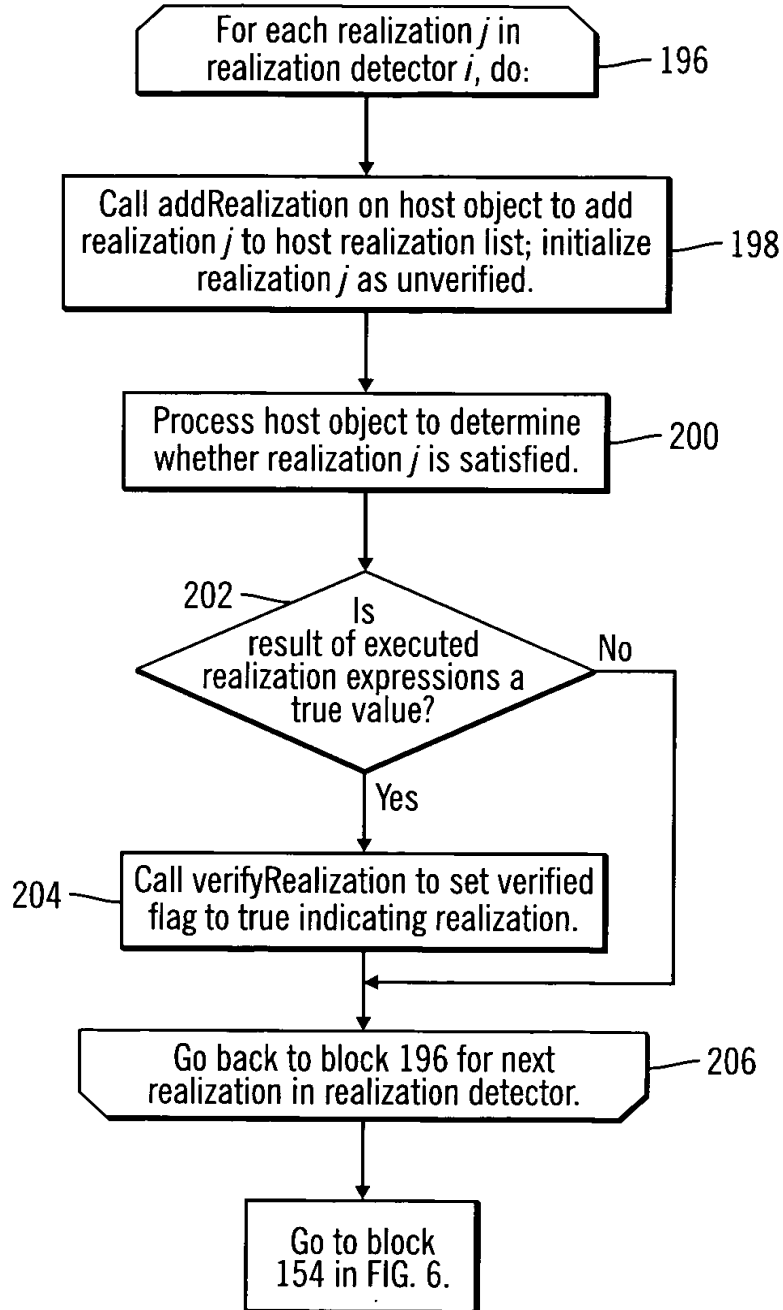 For each realization j in
realization detector i, do:
196
Call addRealization on host object to add
realization j to host realization list; initialize
realization j as unverified.
198
Process host object to determine
whether realization j is satisfied.
200
202
Is
result of executed
realization expressions a
true value?
No
Yes
204
Call verifyRealization to set verified
flag to true indicating realization.
Go back to block 196 for next
realization in realization detector.
206
Go to block
154 in FIG. 6.